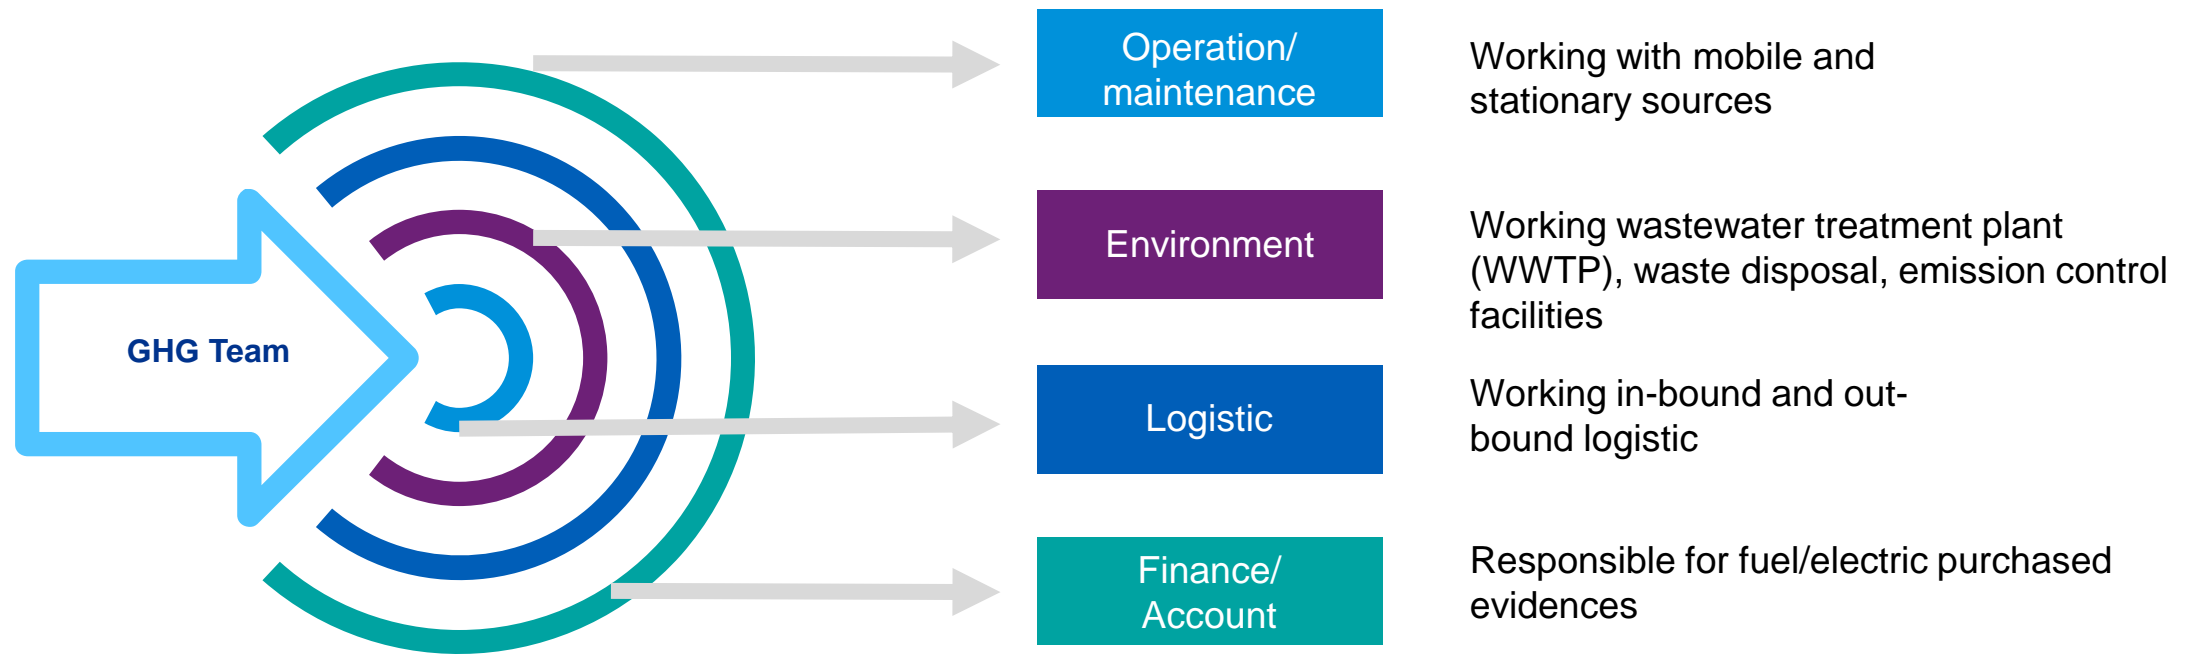 GHG Team
Operation/
maintenance
Working with mobile and
stationary sources
Environment
Working wastewater treatment plant
(WWTP), waste disposal, emission control
facilities
Logistic
Working in-bound and out-
bound logistic
Finance/
Account
Responsible for fuel/electric purchased
evidences